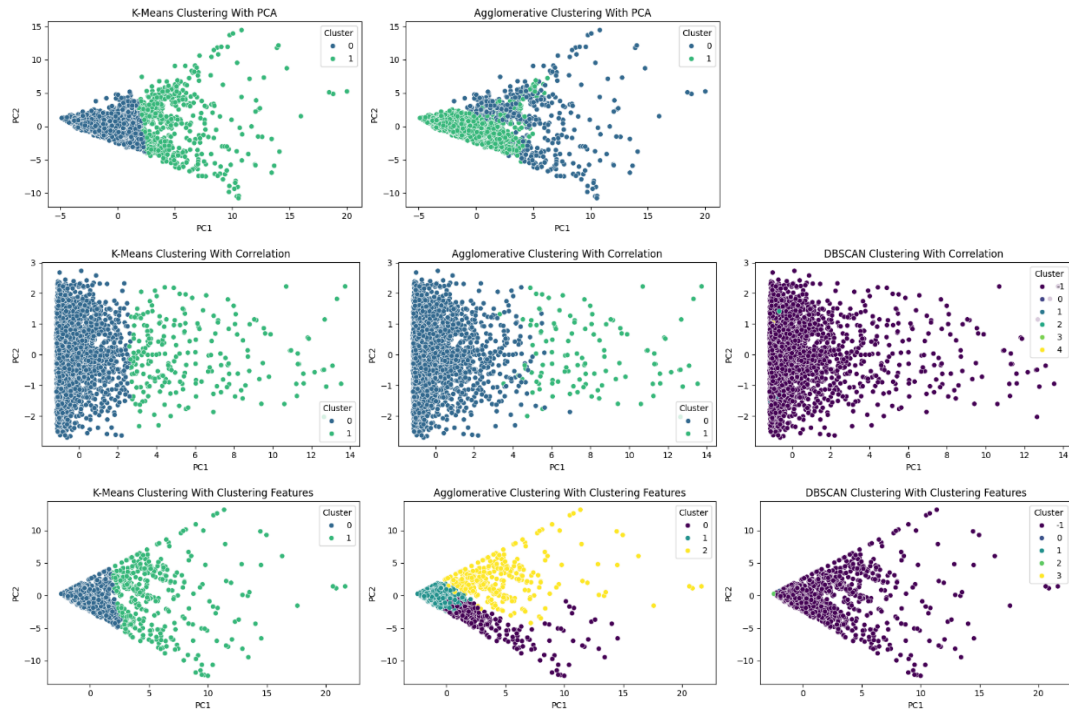 K-Means Clustering With PCA
Cluster
0
1
15
10
5
0
−5
−10
PC2
−5 0 5 10 15 20
PC1
Agglomerative Clustering With PCA
Cluster
0
1
15
10
5
0
−5
−10
PC2
−5 0 5 10 15 20
PC1
K-Means Clustering With Correlation
3
2
1
0
−1
−2
PC2
Cluster
0
1
0 2 4 6 8 10 12 14
PC1
Agglomerative Clustering With Correlation
3
2
1
0
−1
−2
PC2
Cluster
0
1
0 2 4 6 8 10 12 14
PC1
DBSCAN Clustering With Correlation
Cluster
-1
0
1
2
3
4
3
2
1
0
−1
−2
PC2
0 2 4 6 8 10 12 14
PC1
K-Means Clustering With Clustering Features
Cluster
0
1
10
5
0
−5
−10
PC2
0 5 10 15 20
PC1
Agglomerative Clustering With Clustering Features
Cluster
0
1
2
10
5
0
−5
−10
PC2
0 5 10 15 20
PC1
DBSCAN Clustering With Clustering Features
Cluster
-1
0
1
2
3
10
5
0
−5
−10
PC2
0 5 10 15 20
PC1